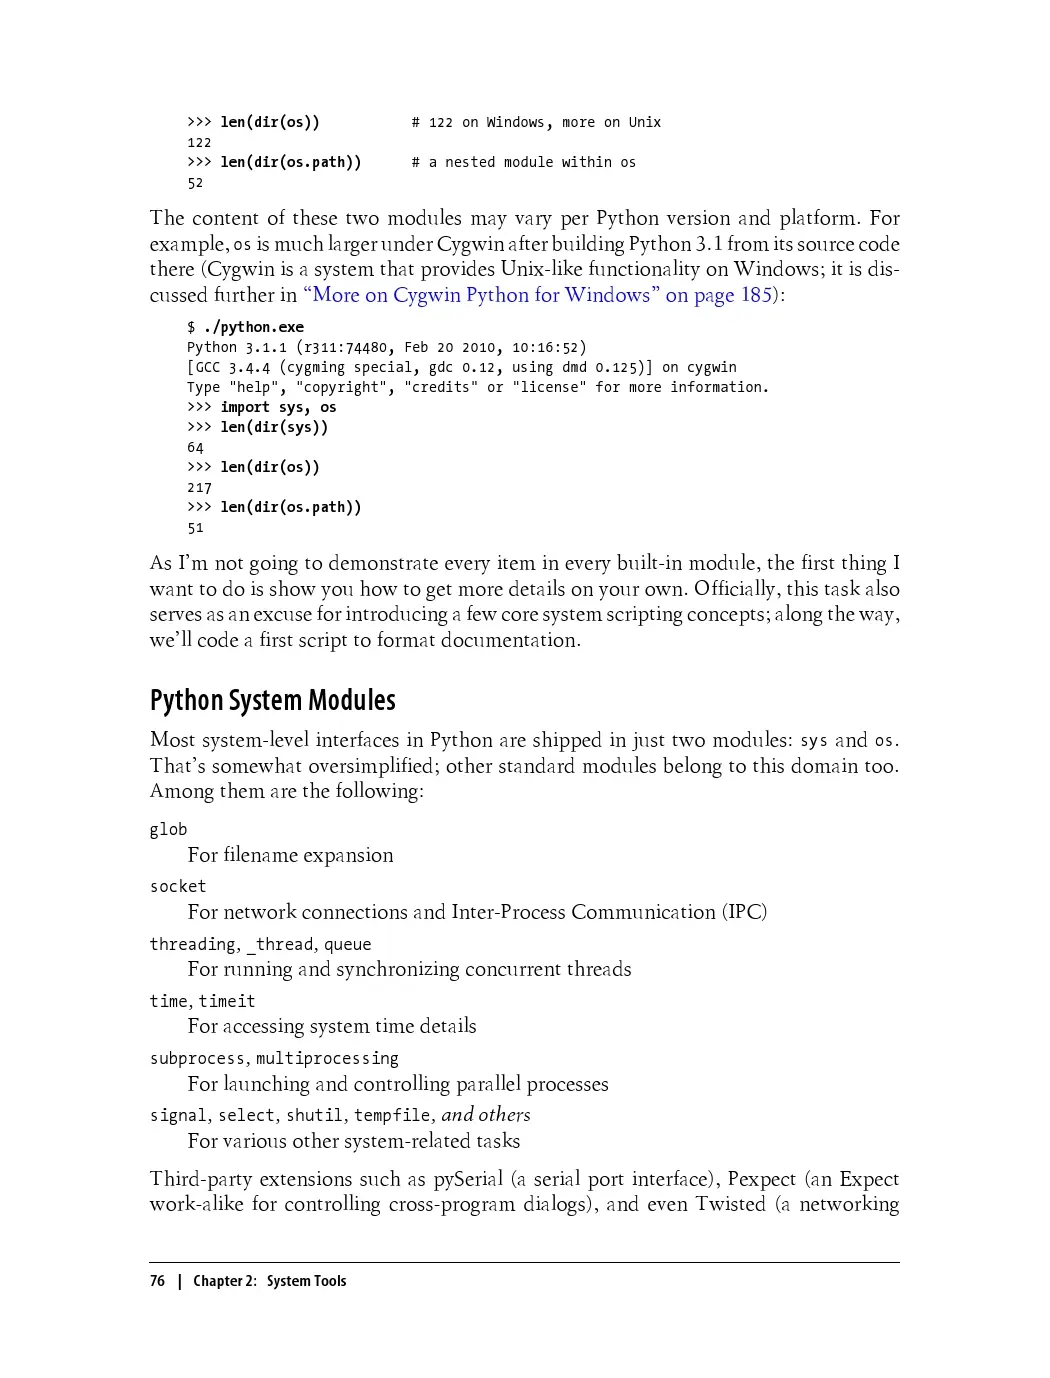 >>> len(dir(os))           # 122 on Windows, more on Unix
122
>>> len(dir(os.path))      # a nested module within os
52
The content of these two modules may vary per Python version and platform. For
example, os is much larger under Cygwin after building Python 3.1 from its source code
there (Cygwin is a system that provides Unix-like functionality on Windows; it is dis-
cussed further in “More on Cygwin Python for Windows” on page 185):
$ ./python.exe
Python 3.1.1 (r311:74480, Feb 20 2010, 10:16:52)
[GCC 3.4.4 (cygming special, gdc 0.12, using dmd 0.125)] on cygwin
Type "help", "copyright", "credits" or "license" for more information.
>>> import sys, os
>>> len(dir(sys))
64
>>> len(dir(os))
217
>>> len(dir(os.path))
51
As I’m not going to demonstrate every item in every built-in module, the first thing I
want to do is show you how to get more details on your own. Officially, this task also
serves as an excuse for introducing a few core system scripting concepts; along the way,
we’ll code a first script to format documentation.
Python System Modules
Most system-level interfaces in Python are shipped in just two modules: sys and os.
That’s somewhat oversimplified; other standard modules belong to this domain too.
Among them are the following:
glob
For filename expansion
socket
For network connections and Inter-Process Communication (IPC)
threading, _thread, queue
For running and synchronizing concurrent threads
time, timeit
For accessing system time details
subprocess, multiprocessing
For launching and controlling parallel processes
signal, select, shutil, tempfile, and others
For various other system-related tasks
Third-party extensions such as pySerial (a serial port interface), Pexpect (an Expect
work-alike for controlling cross-program dialogs), and even Twisted (a networking
76 | Chapter 2: System Tools